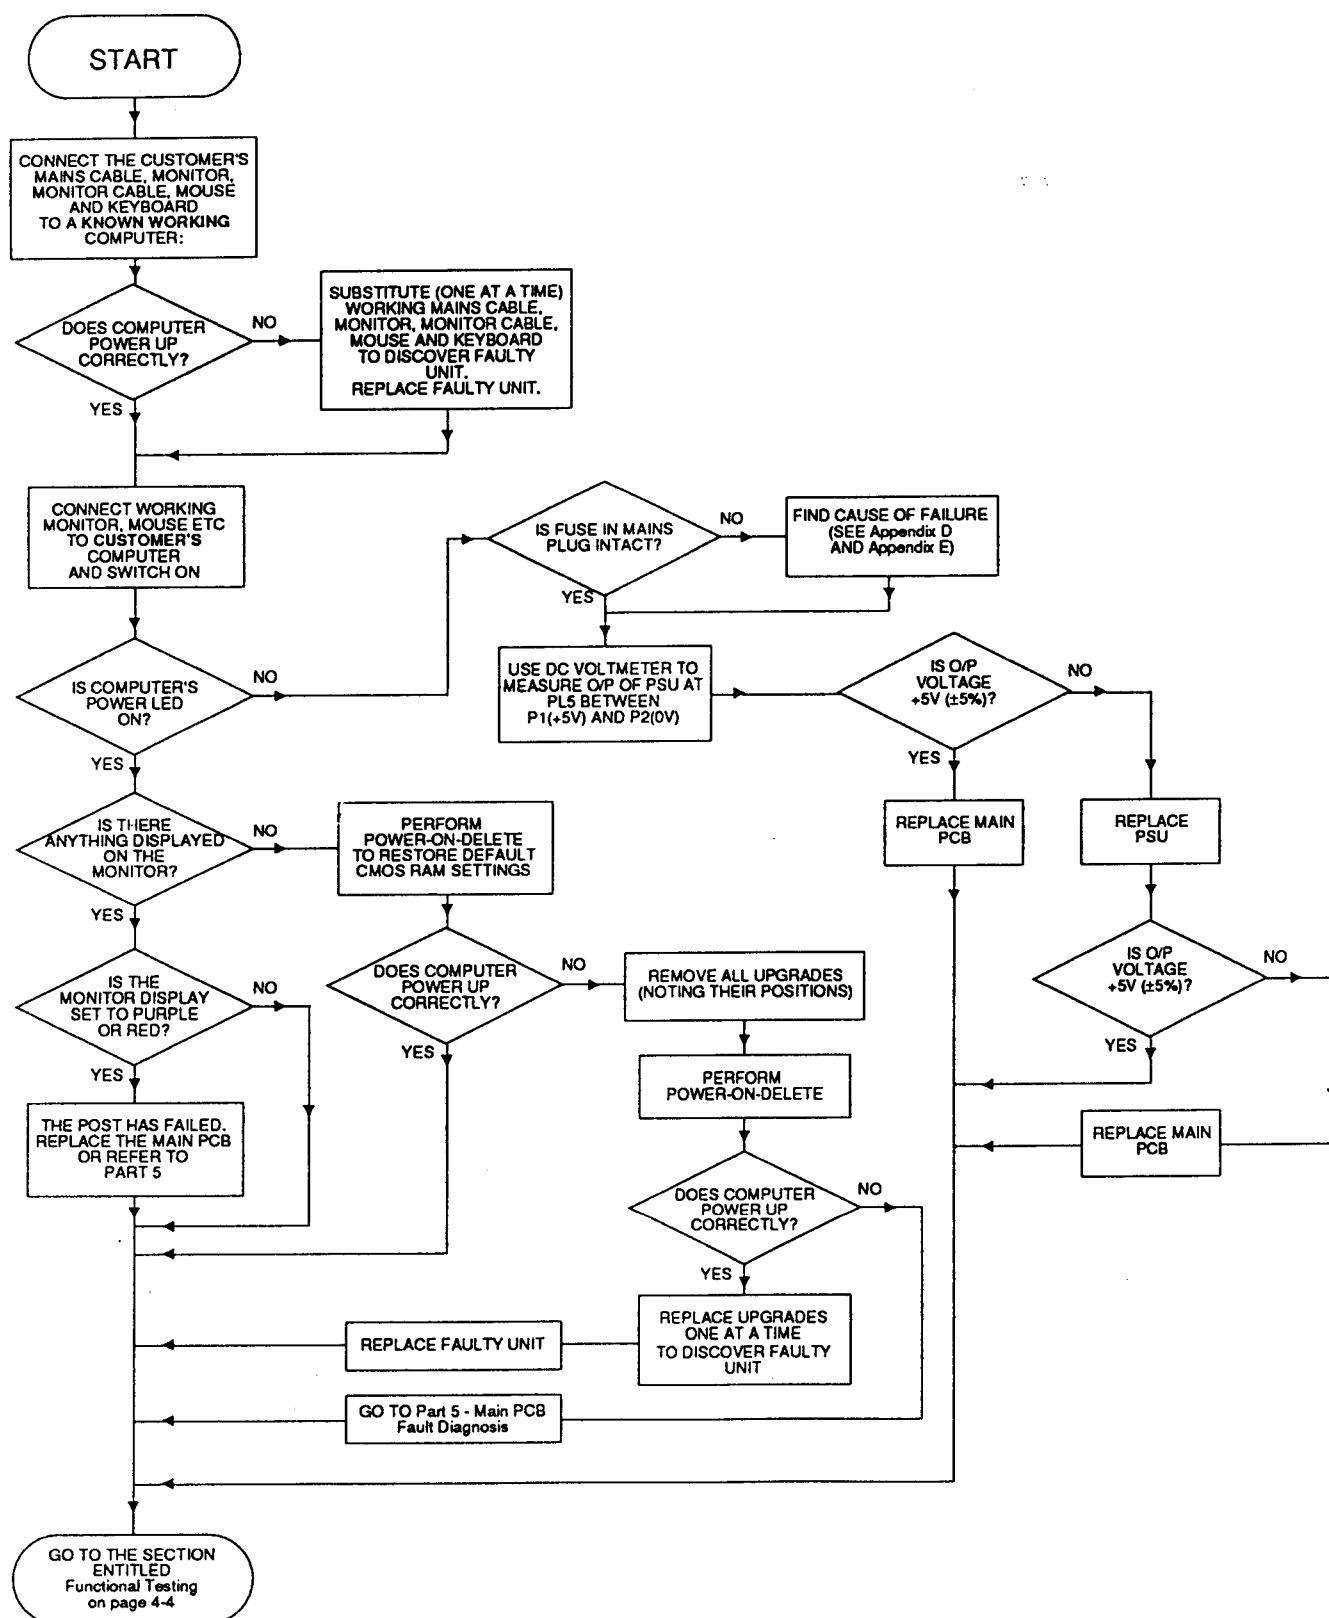 START
CONNECT THE CUSTOMER'S
MAINS CABLE, MONITOR,
MONITOR CABLE, MOUSE
AND KEYBOARD
TO A KNOWN WORKING
COMPUTER:
DOES COMPUTER
POWER UP
CORRECTLY?
NO
YES
SUBSTITUTE (ONE AT A TIME)
WORKING MAINS CABLE,
MONITOR, MONITOR CABLE,
MOUSE AND KEYBOARD
TO DISCOVER FAULTY
UNIT.
REPLACE FAULTY UNIT.
CONNECT WORKING
MONITOR, MOUSE ETC
TO CUSTOMER'S
COMPUTER
AND SWITCH ON
IS COMPUTER'S
POWER LED
ON?
NO
YES
IS FUSE IN MAINS
PLUG INTACT?
NO
YES
FIND CAUSE OF FAILURE
(SEE Appendix D
AND Appendix E)
USE DC VOLTMETER TO
MEASURE O/P OF PSU AT
PL5 BETWEEN
P1(+5V) AND P2(0V)
IS O/P
VOLTAGE
+5V (±5%)?
NO
YES
REPLACE MAIN
PCB
REPLACE
PSU
IS O/P
VOLTAGE
+5V (±5%)?
NO
YES
REPLACE MAIN
PCB
IS THERE
ANYTHING DISPLAYED
ON THE
MONITOR?
NO
YES
PERFORM
POWER-ON-DELETE
TO RESTORE DEFAULT
CMOS RAM SETTINGS
DOES COMPUTER
POWER UP
CORRECTLY?
NO
YES
REMOVE ALL UPGRADES
(NOTING THEIR POSITIONS)
PERFORM
POWER-ON-DELETE
DOES COMPUTER
POWER UP
CORRECTLY?
NO
YES
REPLACE UPGRADES
ONE AT A TIME
TO DISCOVER FAULTY
UNIT
REPLACE FAULTY UNIT
GO TO Part 5 - Main PCB
Fault Diagnosis
IS THE
MONITOR DISPLAY
SET TO PURPLE
OR RED?
NO
YES
THE POST HAS FAILED.
REPLACE THE MAIN PCB
OR REFER TO
PART 5
GO TO THE SECTION
ENTITLED
Functional Testing
on page 4-4